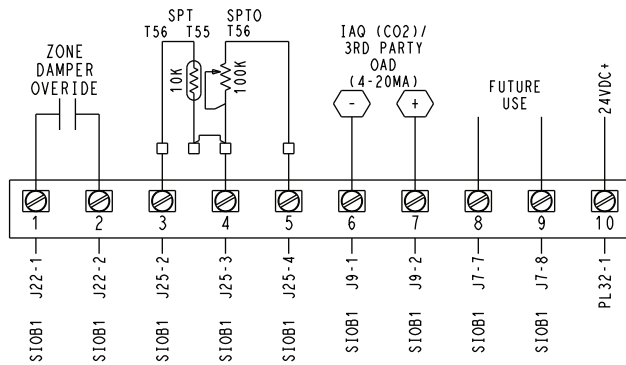 SPT
SPTO
T56 T55
T56
10K
100K
ZONE
DAMPER
OVERIDE
IAQ (CO2)/
3RD PARTY
OAD
(4-20MA)
-
+
FUTURE
USE
24VDC+
1 2 3 4 5 6 7 8 9 10
SIOB1 J22-1
SIOB1 J22-2
SIOB1 J25-2
SIOB1 J25-3
SIOB1 J25-4
SIOB1 J9-1
SIOB1 J9-2
SIOB1 J7-7
SIOB1 J7-8
PL32-1